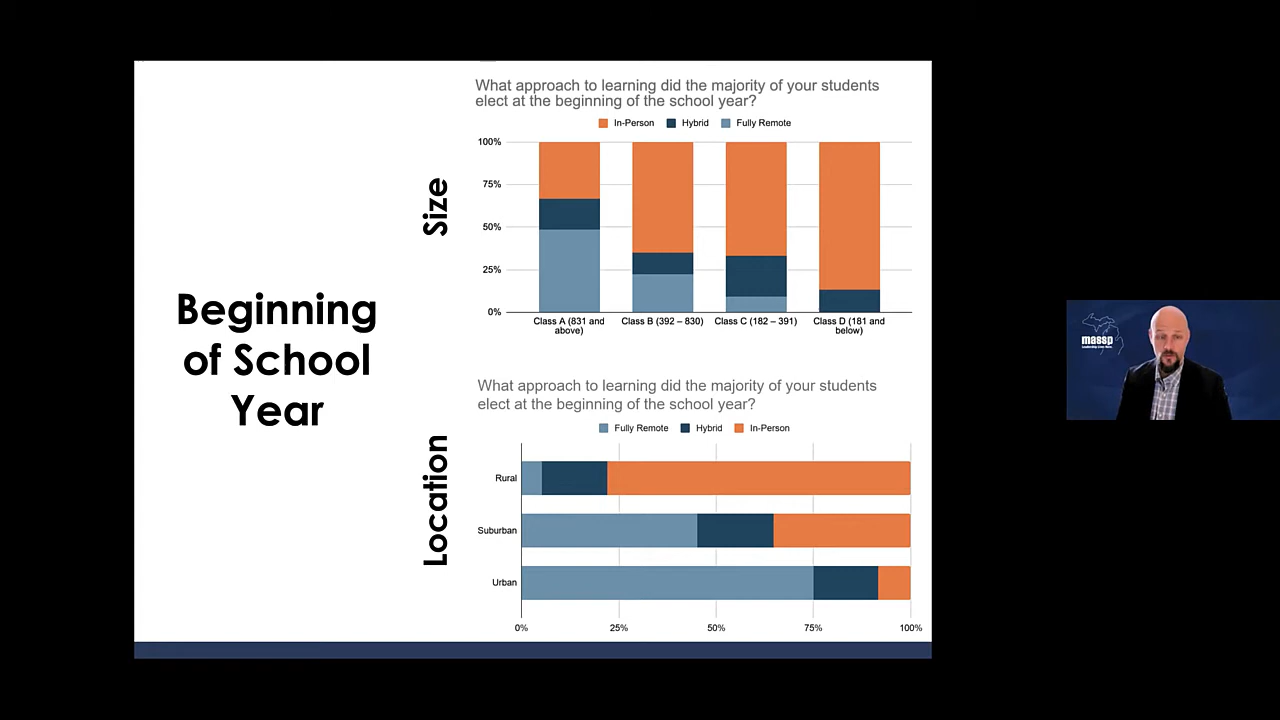 Beginning
of School
Year
Size
What approach to learning did the majority of your students
elect at the beginning of the school year?
In-Person Hybrid Fully Remote
100%
75%
50%
25%
0%
Class A (831 and above) Class B (392 – 830) Class C (182 – 391) Class D (181 and below)
Location
What approach to learning did the majority of your students
elect at the beginning of the school year?
Fully Remote Hybrid In-Person
Rural
Suburban
Urban
0% 25% 50% 75% 100%
massp